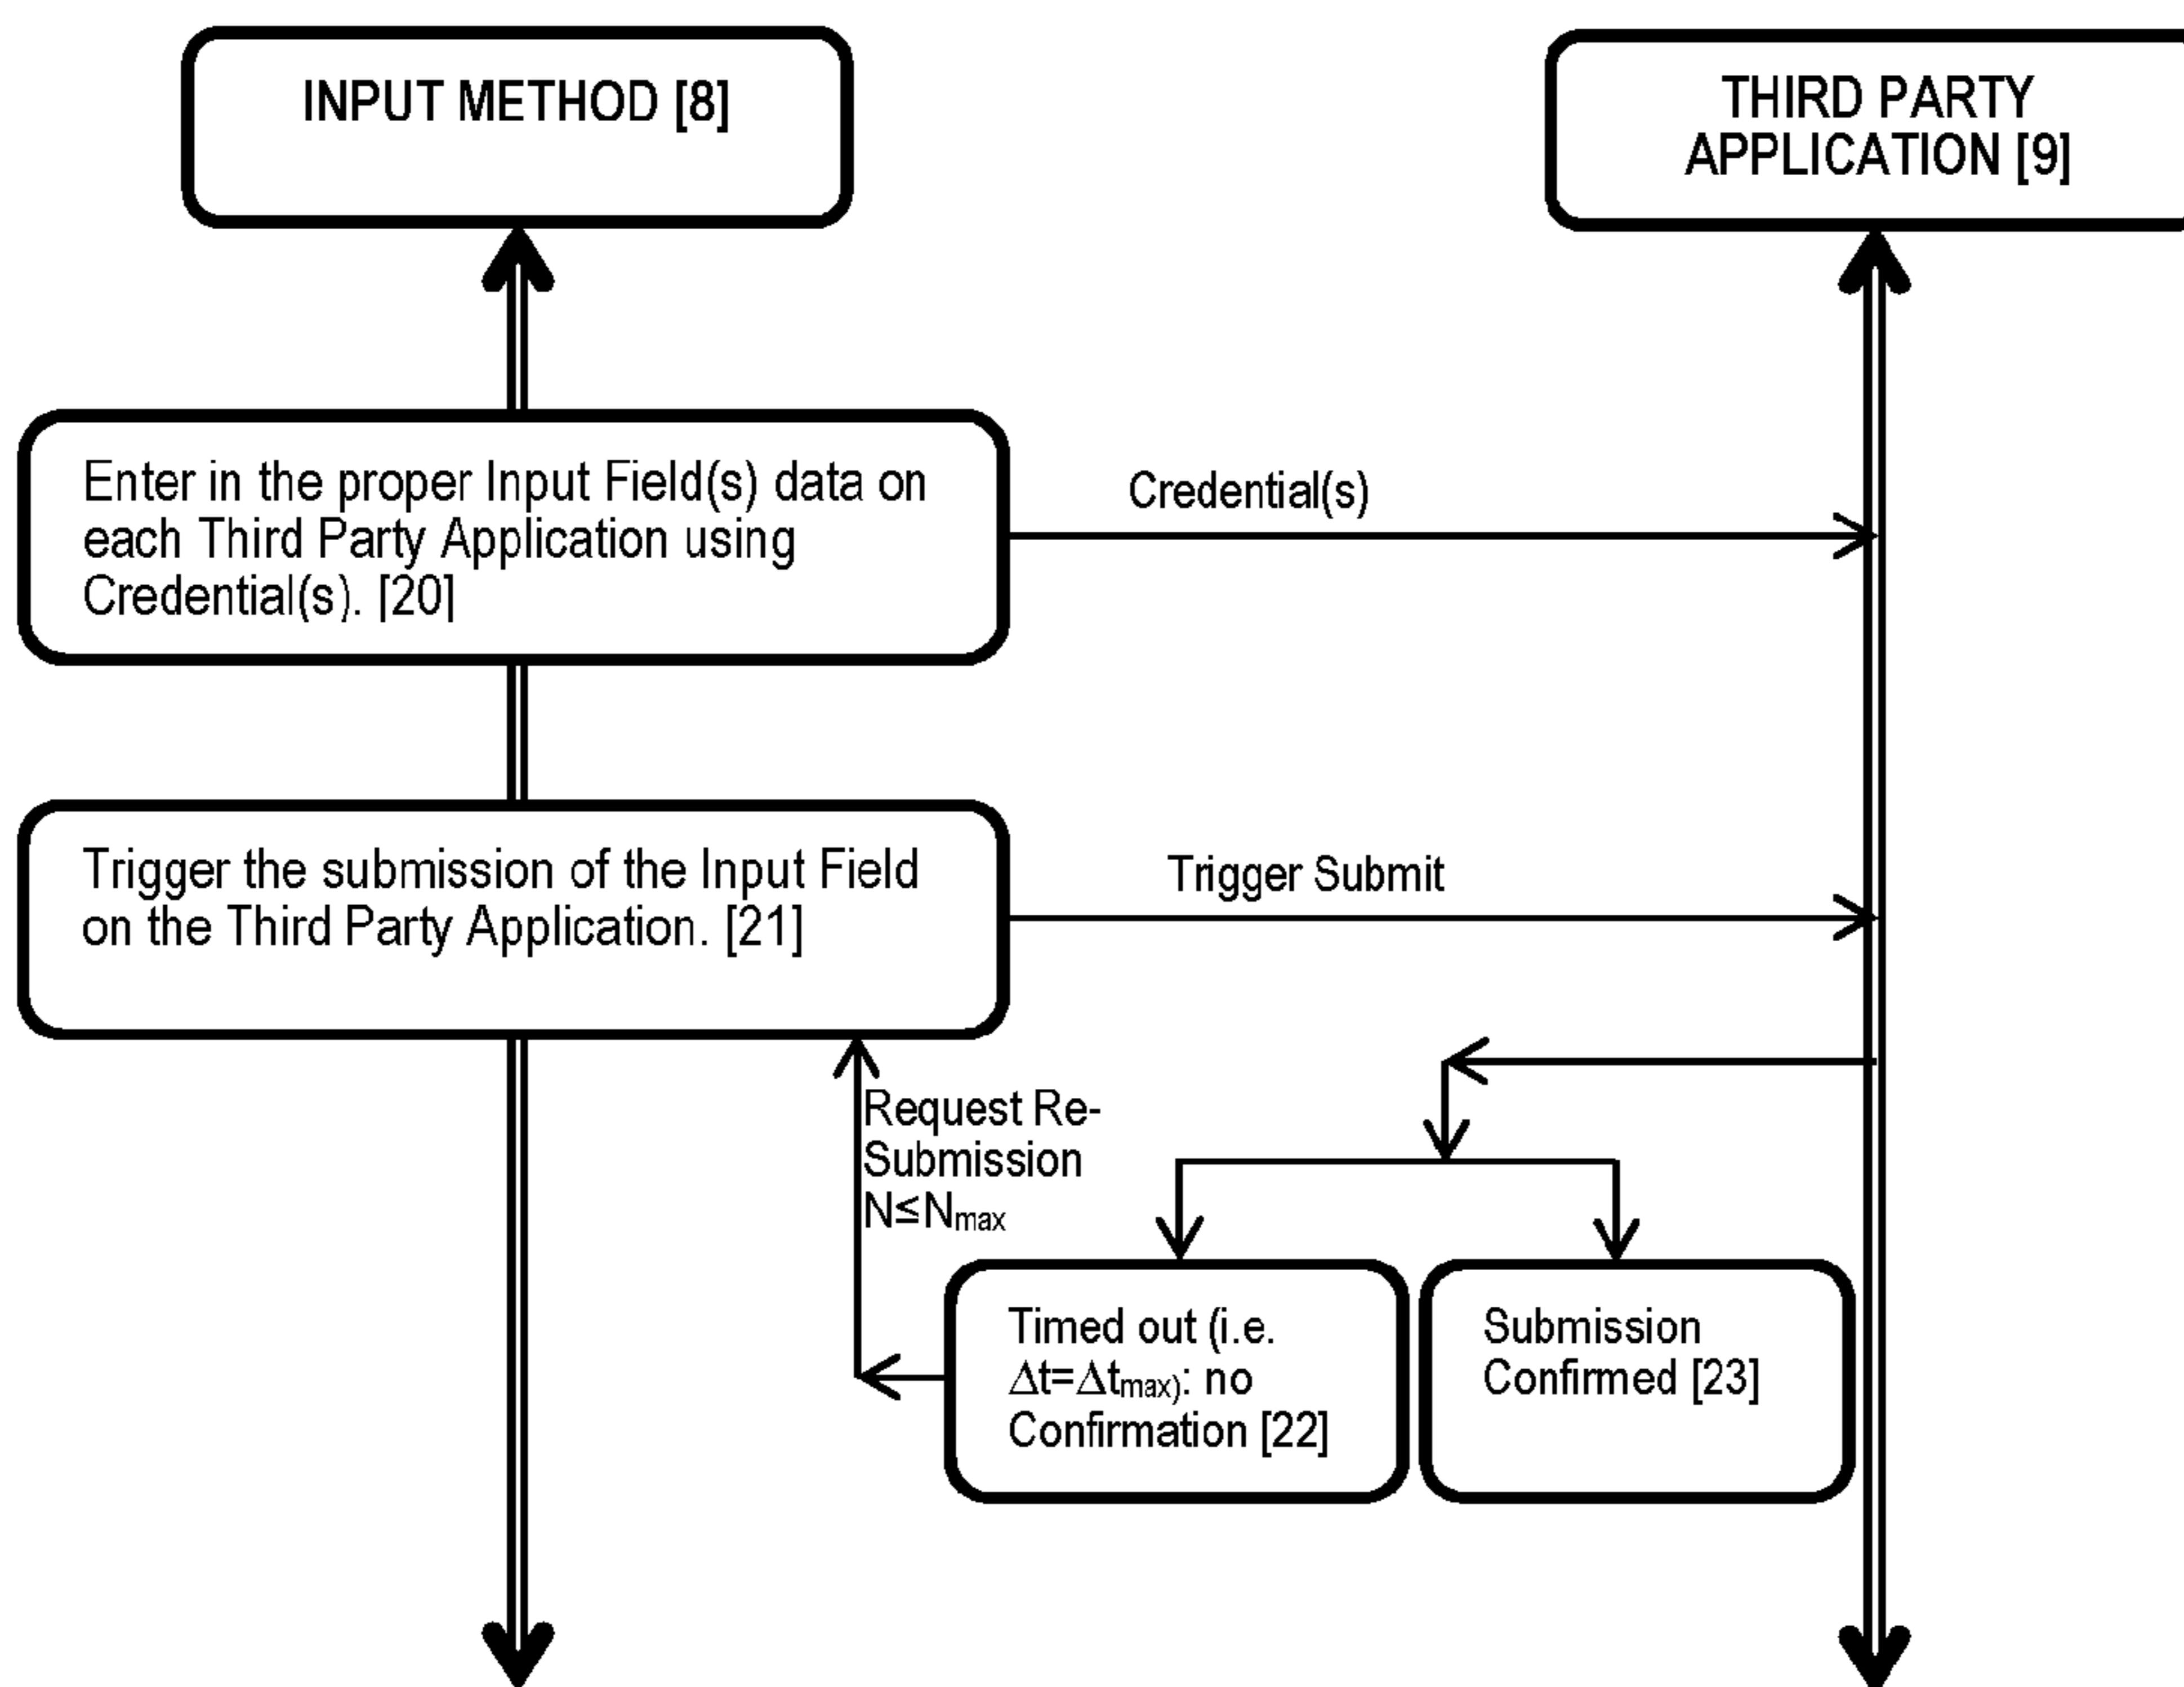 INPUT METHOD [8]
THIRD PARTY
APPLICATION [9]
Enter in the proper Input Field(s) data on
each Third Party Application using
Credential(s). [20]
Credential(s)
Trigger the submission of the Input Field
on the Third Party Application. [21]
Trigger Submit
Request Re-
Submission
N≤Nmax
Timed out (i.e.
Δt=Δtmax): no
Confirmation [22]
Submission
Confirmed [23]